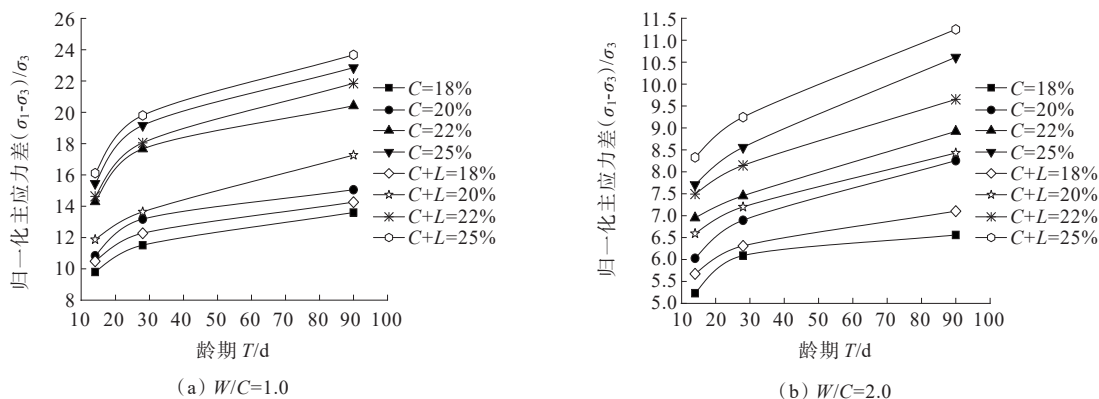 26
24
22
20
18
16
14
12
10
8
归一化主应力差(σ1-σ3)/σ3
10 20 30 40 50 60 70 80 90 100
龄期 T/d
C=18%
C=20%
C=22%
C=25%
C+L=18%
C+L=20%
C+L=22%
C+L=25%
(a) W/C=1.0
11.5
11.5
11.0
10.0
9.5
9.0
8.5
8.0
7.5
7.0
6.5
6.0
5.5
5.0
归一化主应力差(σ1-σ3)/σ3
10 20 30 40 50 60 70 80 90 100
龄期 T/d
C=18%
C=20%
C=22%
C=25%
C+L=18%
C+L=20%
C+L=22%
C+L=25%
(b) W/C=2.0